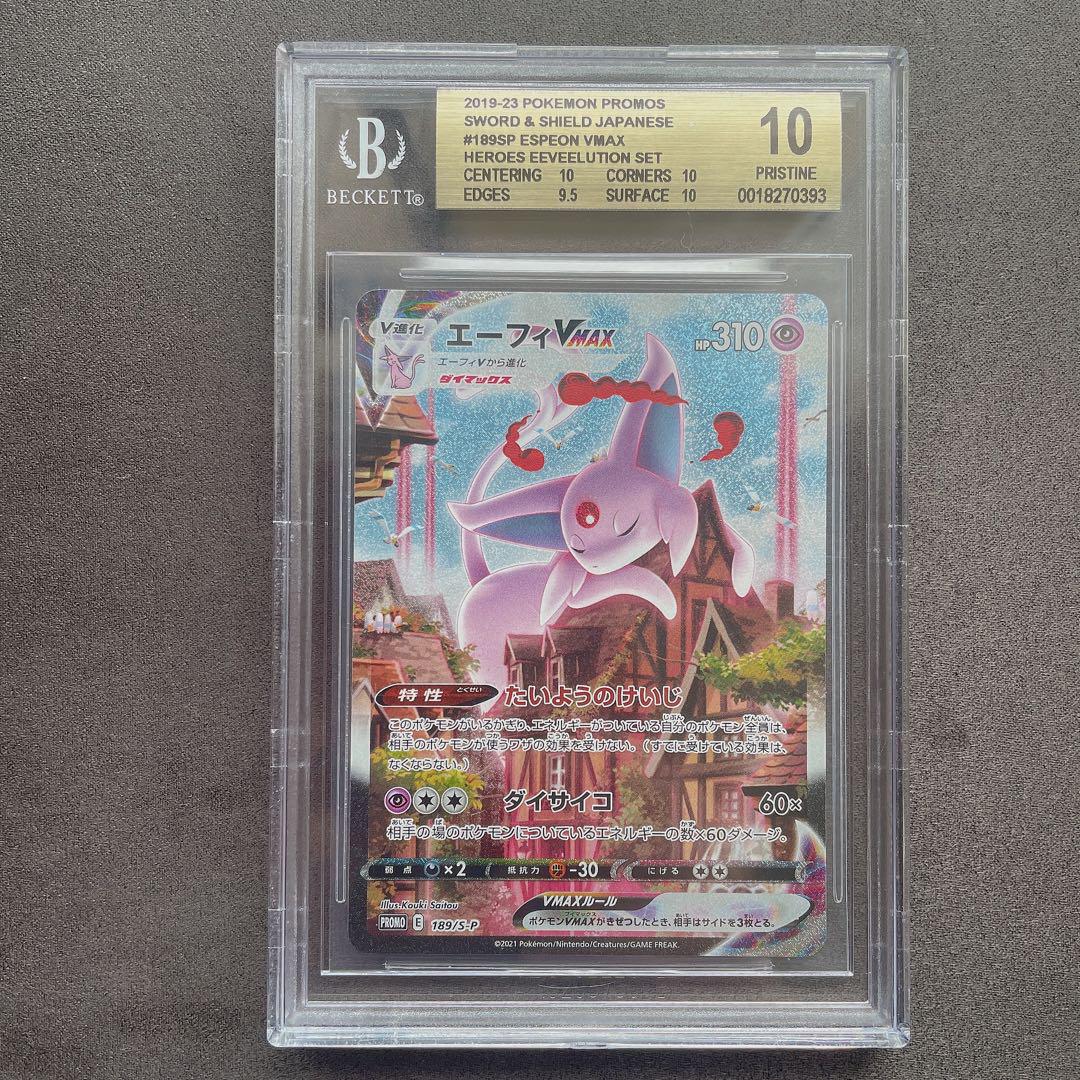 2019-23 POKEMON PROMOS
SWORD & SHIELD JAPANESE
#189SP ESPEON VMAX
HEROES EEVEELUTION SET
CENTERING 10 CORNERS 10
EDGES 9.5 SURFACE 10
10
PRISTINE
0018270393
B
BECKETT®
V進化
エーフィVMAX
HP310
エーフィVから進化
ダイマックス
特性 とくせい たいようのけいじ
このポケモンがいるかぎり、エネルギーがついている自分のポケモン全員は、
相手のポケモンが使うワザの効果を受けない。（すでに受けている効果は、
なくならない。）
ダイサイコ 60×
相手の場のポケモンについているエネルギーの数×60ダメージ。
弱点 ×2 抵抗力 -30 にげる
Illus.Kouki Saitou
VMAXルール
PROMO E 189/S-P
ポケモンVMAXがきぜつしたとき、相手はサイドを3枚とる。
©2021 Pokémon/Nintendo/Creatures/GAME FREAK.